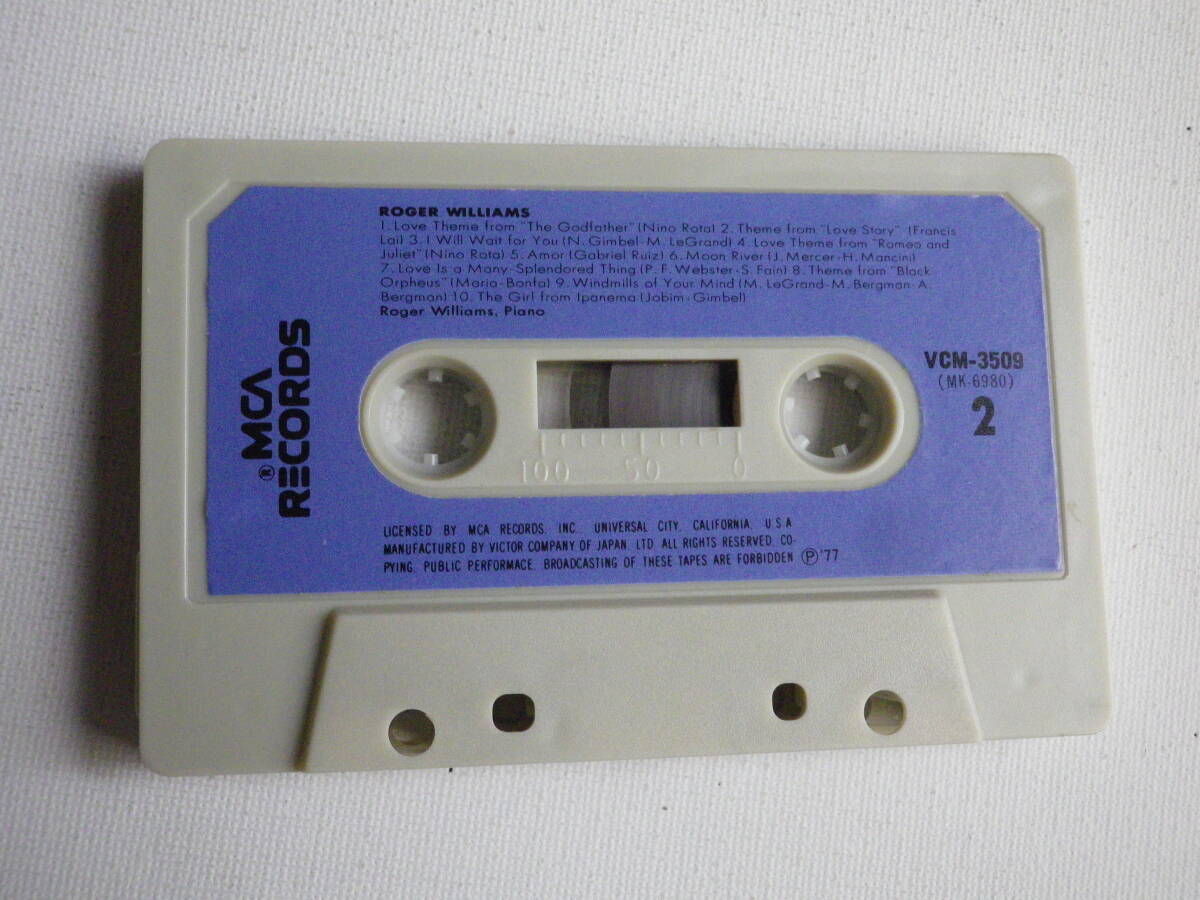 ROGER WILLIAMS
1. Love Theme from "The Godfather" (Nino Rota) 2. Theme from "Love Story" (Francis
Lai) 3. I Will Wait for You (N. Gimbel-M. LeGrand) 4. Love Theme from "Romeo and
Juliet" (Nino Rota) 5. Amor (Gabriel Ruiz) 6. Moon River (J. Mercer-H. Mancini)
7. Love Is a Many-Splendored Thing (P. F. Webster-S. Fain) 8. Theme from "Black
Orpheus" (Maria-Bonfa) 9. Windmills of Your Mind (M. LeGrand-M. Bergman-A.
Bergman) 10. The Girl from Ipanema (Jobim-Gimbel)
Roger Williams, Piano
® MCA
RECORDS
VCM-3509
(MK-6980)
2
100 50 0
LICENSED BY MCA RECORDS, INC., UNIVERSAL CITY, CALIFORNIA, U.S.A.
MANUFACTURED BY VICTOR COMPANY OF JAPAN, LTD. ALL RIGHTS RESERVED. CO-
PYING, PUBLIC PERFORMACE, BROADCASTING OF THESE TAPES ARE FORBIDDEN Ⓟ'77